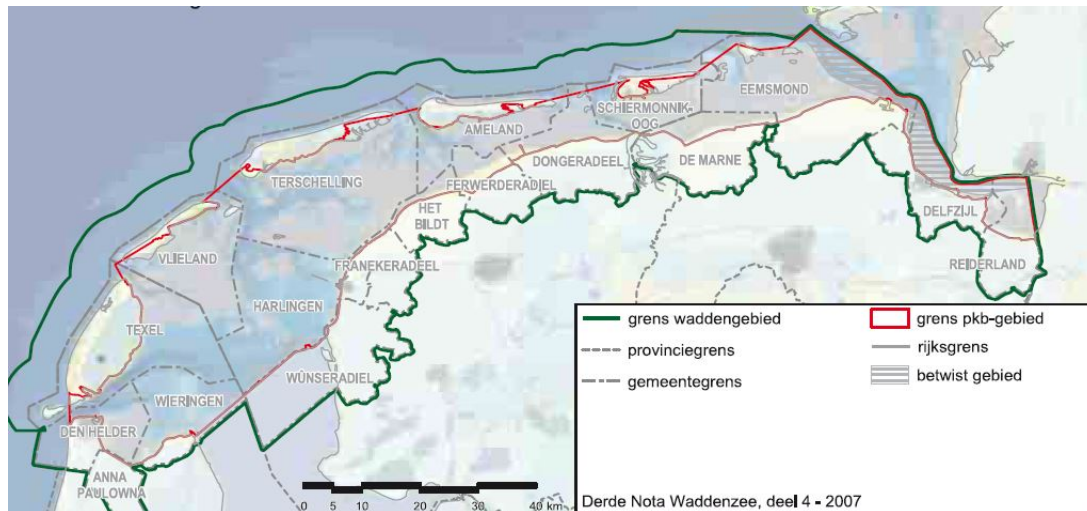 EEMSMOND
SCHIERMONNIK-
OOG
AMELAND
DONGERADEEL
DE MARNE
TERSCHELLING
FERWERDERADIEL
HET
BILDT
DELFZIJL
VLIELAND
FRANEKERADEEL
REIDERLAND
HARLINGEN
TEXEL
WÛNSERADIEL
WIERINGEN
DEN HELDER
ANNA
PAULOWNA
grens waddengebied
provinciegrens
gemeentegrens
grens pkb-gebied
rijksgrens
betwist gebied
0 5 10 20 30 40 km
Derde Nota Waddenzee, deel 4 - 2007